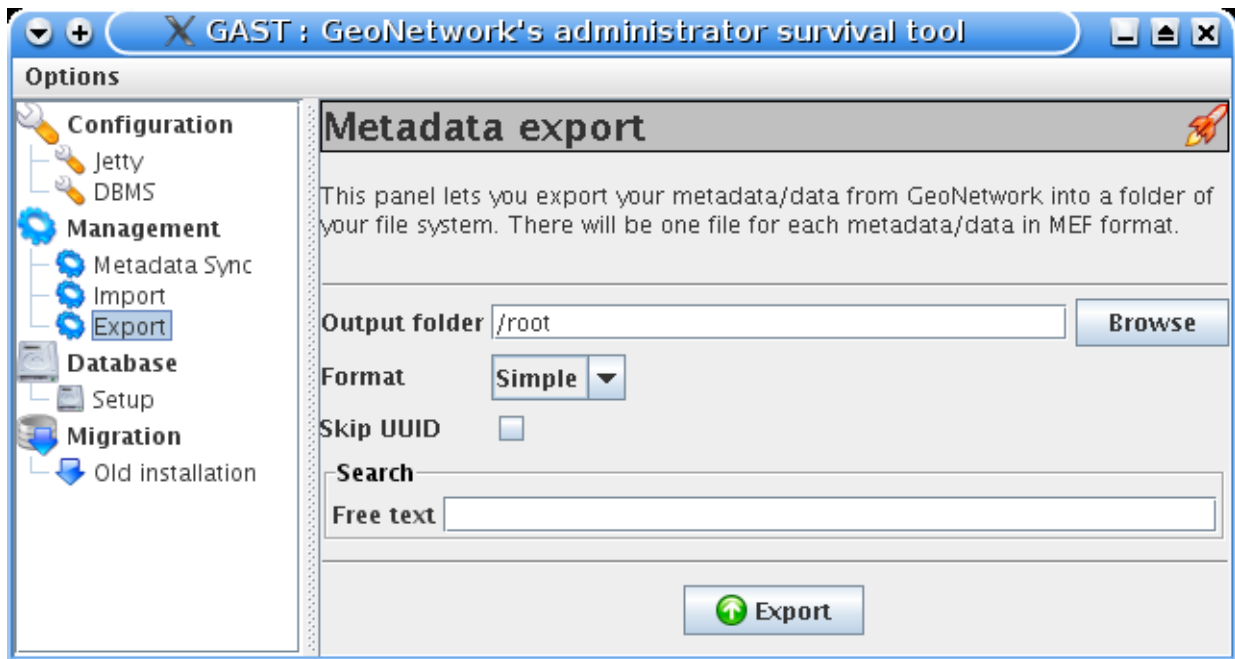 GAST : GeoNetwork's administrator survival tool
Options
Configuration
Jetty
DBMS
Management
Metadata Sync
Import
Export
Database
Setup
Migration
Old installation
Metadata export
This panel lets you export your metadata/data from GeoNetwork into a folder of
your file system. There will be one file for each metadata/data in MEF format.
Output folder /root Browse
Format Simple
Skip UUID
Search
Free text
Export